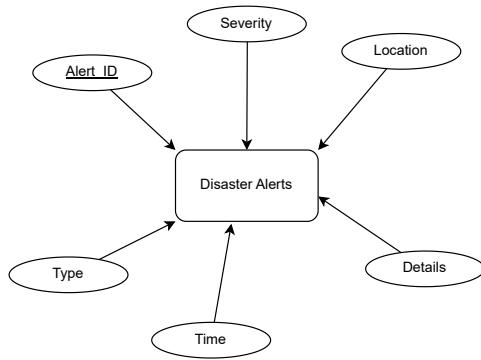 Severity
Location
Alert_ID
Disaster Alerts
Type
Details
Time